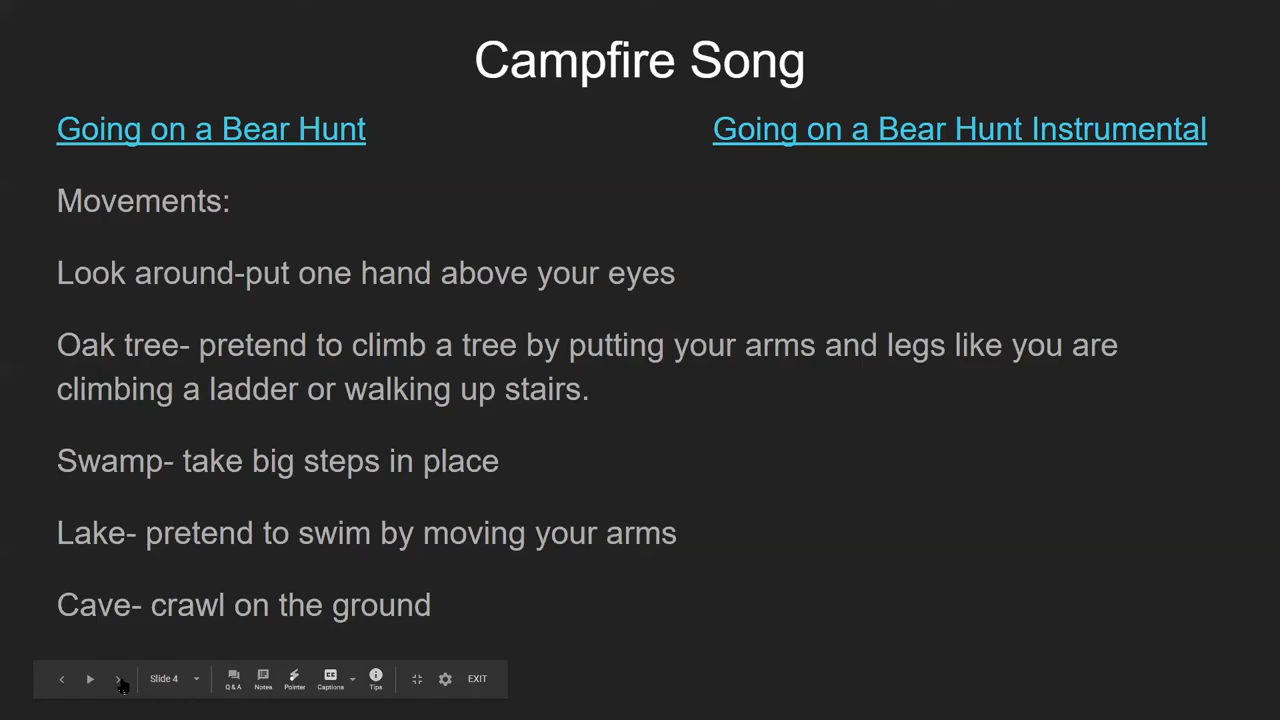 Campfire Song
Going on a Bear Hunt
Going on a Bear Hunt Instrumental
Movements:
Look around-put one hand above your eyes
Oak tree- pretend to climb a tree by putting your arms and legs like you are
climbing a ladder or walking up stairs.
Swamp- take big steps in place
Lake- pretend to swim by moving your arms
Cave- crawl on the ground
Slide 4
Q & A
Notes
Pointer
CC
Captions
Tips
EXIT